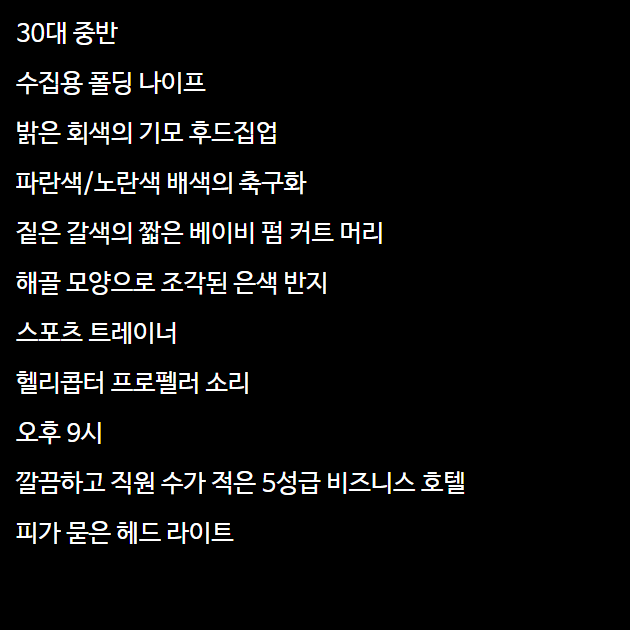 30대 중반
수집용 폴딩 나이프
밝은 회색의 기모 후드집업
파란색/노란색 배색의 축구화
짙은 갈색의 짧은 베이비 펌 커트 머리
해골 모양으로 조각된 은색 반지
스포츠 트레이너
헬리콥터 프로펠러 소리
오후 9시
깔끔하고 직원 수가 적은 5성급 비즈니스 호텔
피가 묻은 헤드 라이트